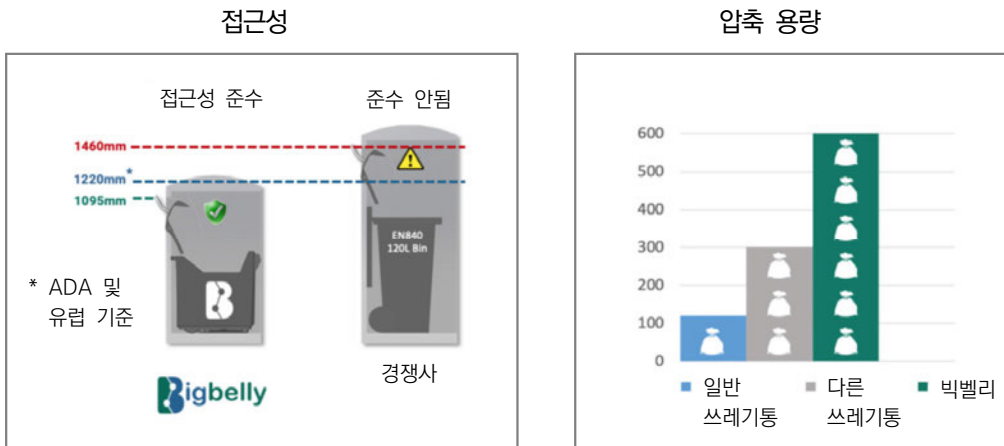 접근성
압축 용량
접근성 준수
준수 안됨
1460mm
1220mm*
1095mm
EN840
120L Bin
* ADA 및
유럽 기준
Bigbelly
경쟁사
600
500
400
300
200
100
0
일반
쓰레기통
다른
쓰레기통
빅벨리